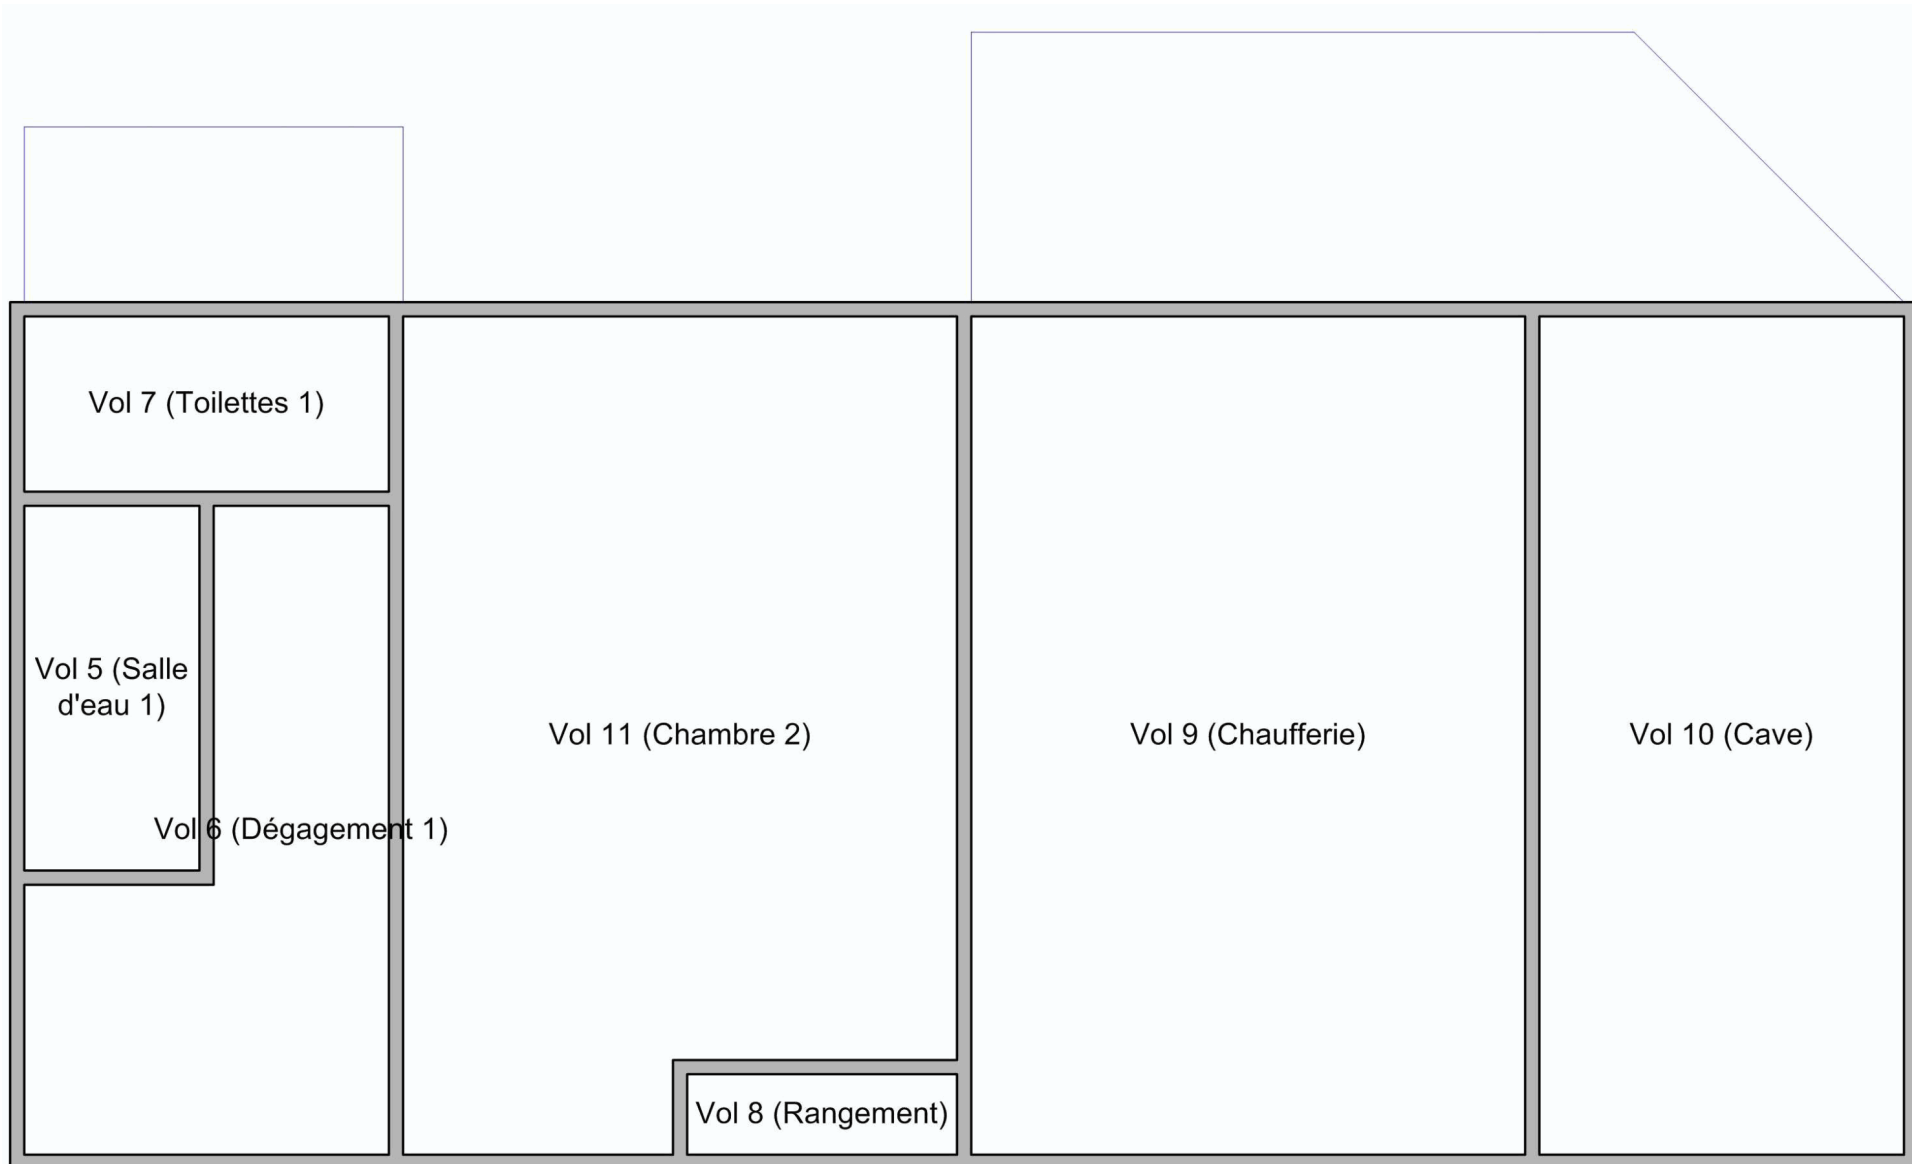 Vol 7 (Toilettes 1)
Vol 5 (Salle
d'eau 1)
Vol 6 (Dégagement 1)
Vol 11 (Chambre 2)
Vol 9 (Chaufferie)
Vol 10 (Cave)
Vol 8 (Rangement)